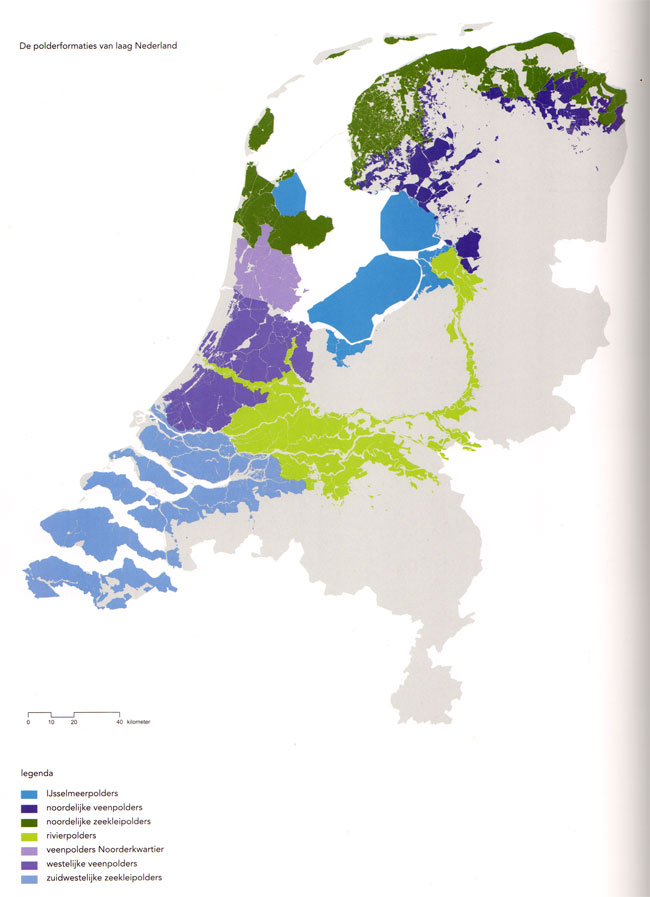 De polderformaties van laag Nederland
0 10 20 40 kilometer
legenda
IJsselmeerpolders
noordelijke veenpolders
noordelijke zeekleipolders
rivierpolders
veenpolders Noorderkwartier
westelijke veenpolders
zuidwestelijke zeekleipolders